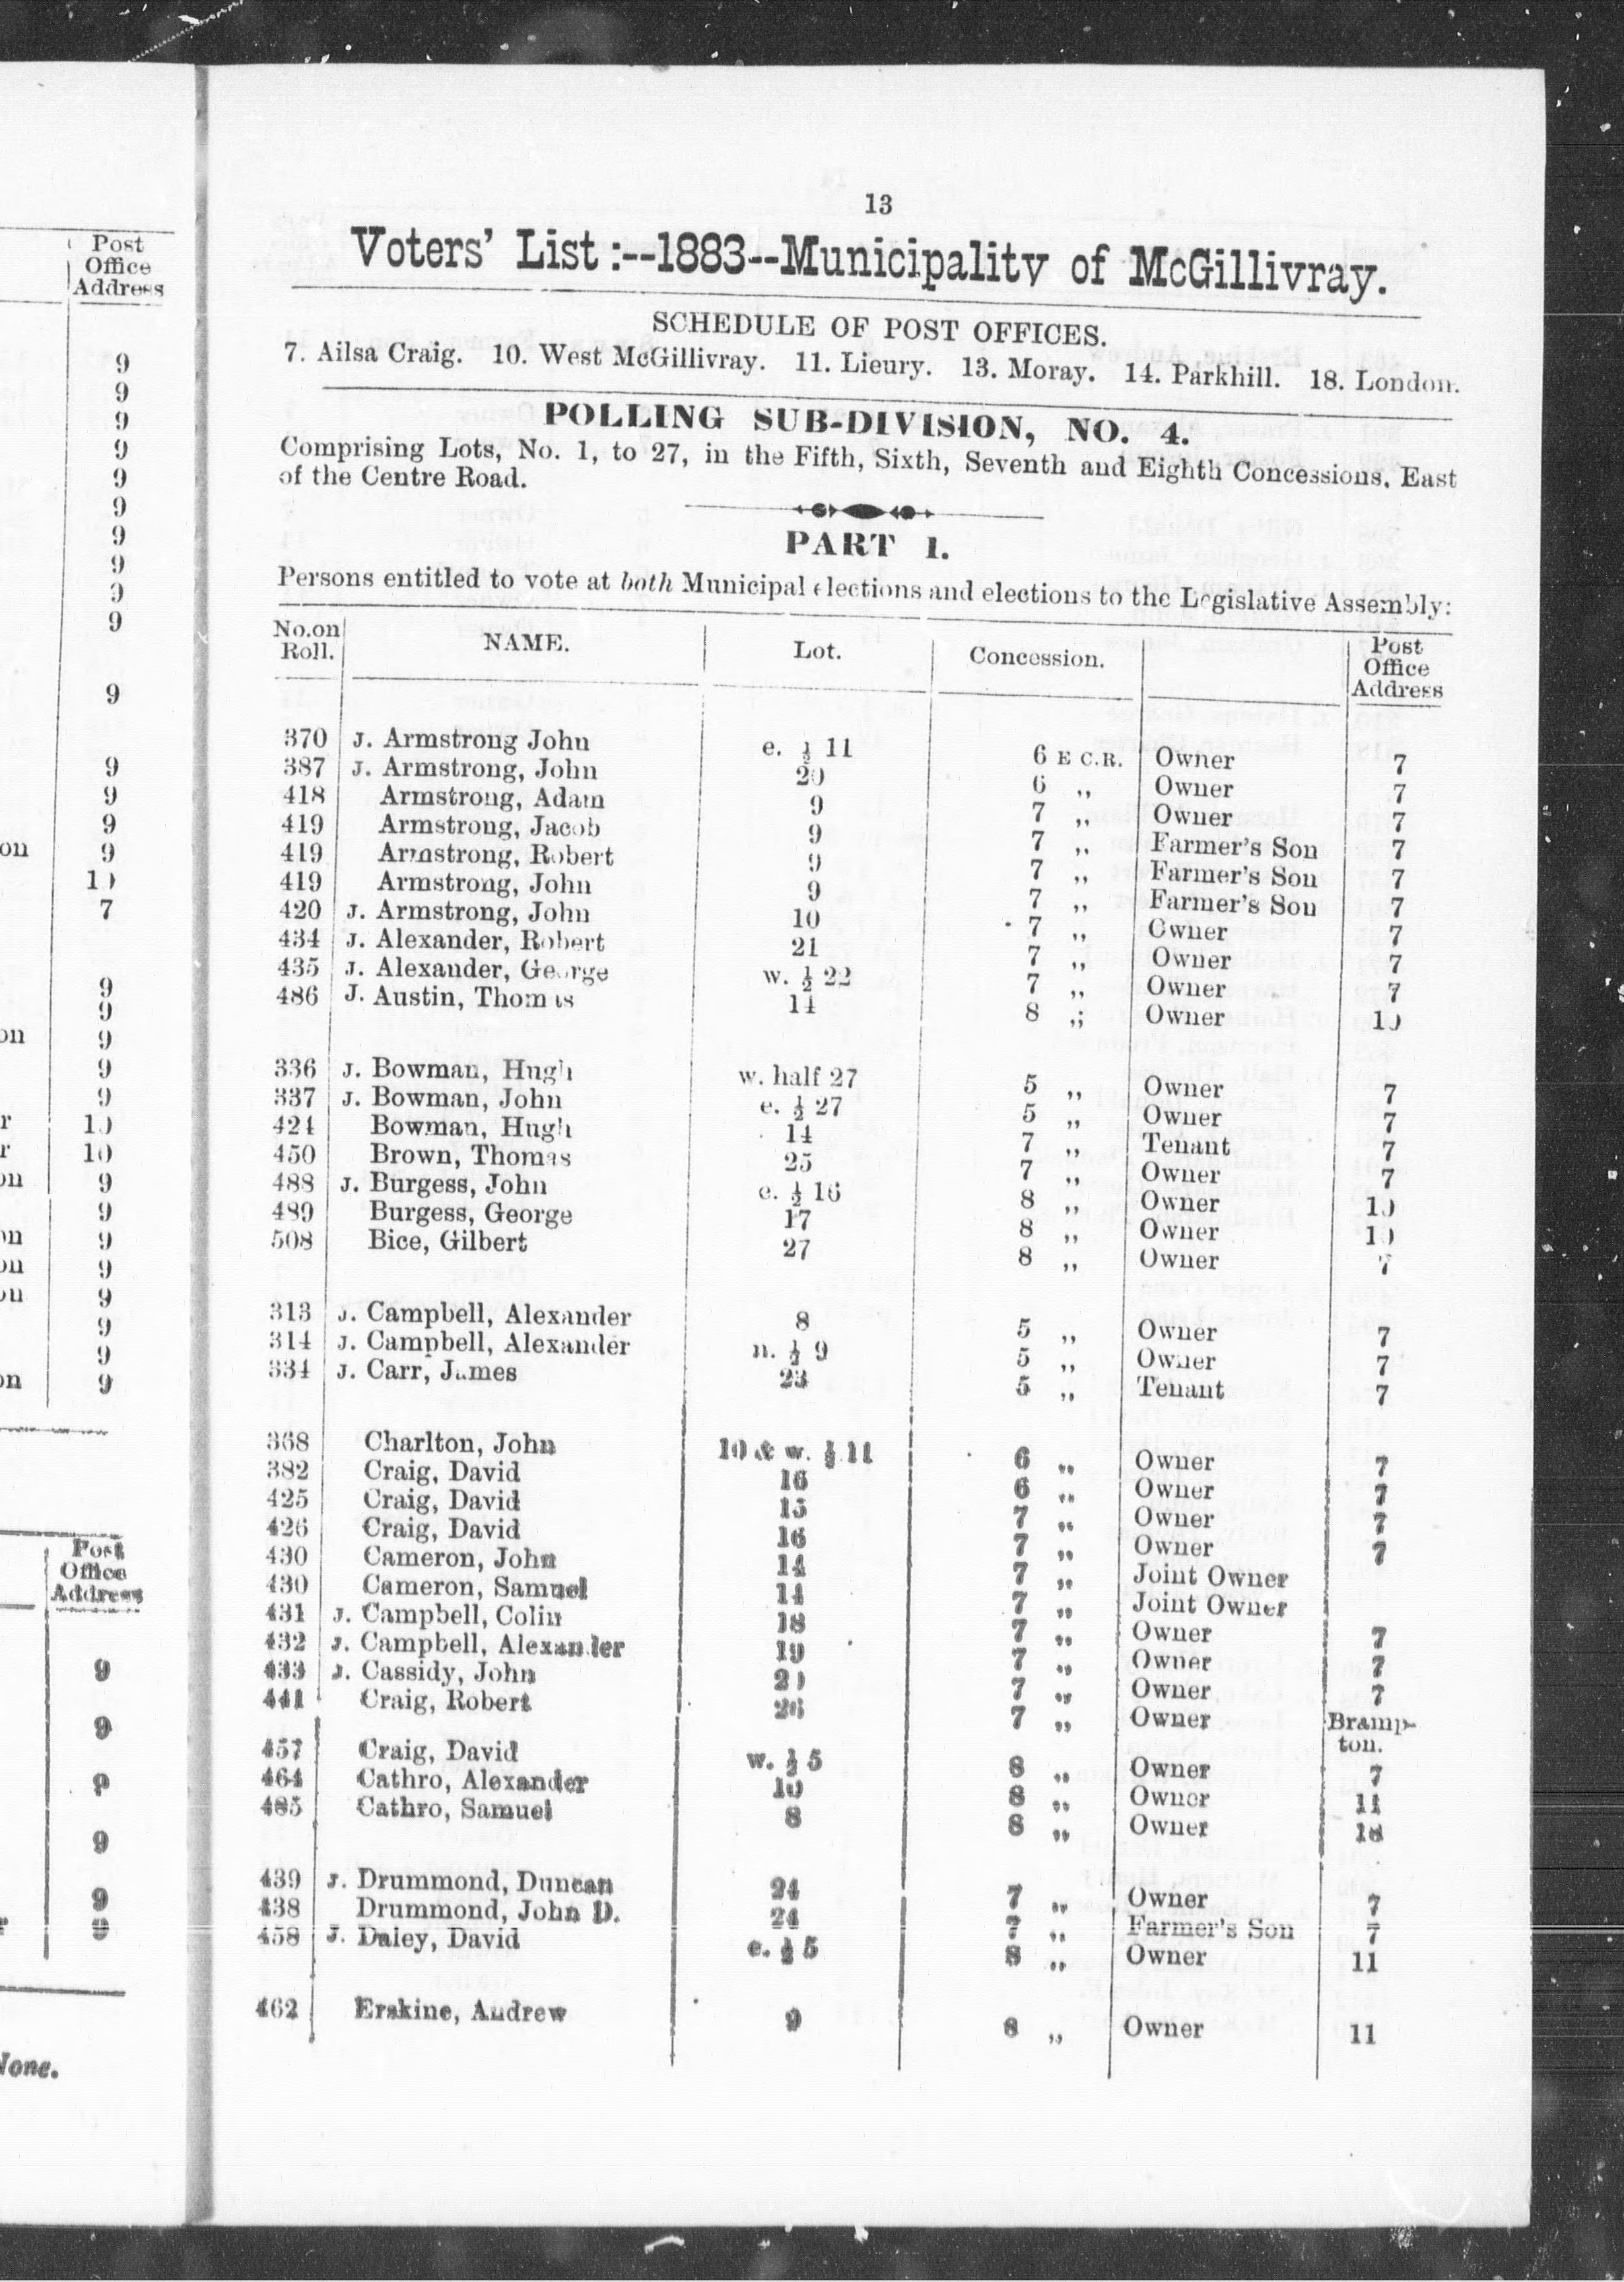 13
Voters' List :--1883--Municipality of McGillivray.
SCHEDULE OF POST OFFICES.
7. Ailsa Craig. 10. West McGillivray. 11. Lieury. 13. Moray. 14. Parkhill. 18. London.
POLLING SUB-DIVISION, NO. 4.
Comprising Lots, No. 1, to 27, in the Fifth, Sixth, Seventh and Eighth Concessions, East
of the Centre Road.
PART 1.
Persons entitled to vote at both Municipal elections and elections to the Legislative Assembly:
No. on Roll. NAME. Lot. Concession. Post Office Address
370 J. Armstrong John e. ½ 11 6 E C.R. Owner 7
387 J. Armstrong, John 20 6 ,, Owner 7
418 Armstrong, Adam 9 7 ,, Owner 7
419 Armstrong, Jacob 9 7 ,, Farmer's Son 7
419 Armstrong, Robert 9 7 ,, Farmer's Son 7
419 Armstrong, John 9 7 ,, Farmer's Son 7
420 J. Armstrong, John 10 7 ,, Owner 7
434 J. Alexander, Robert 21 7 ,, Owner 7
435 J. Alexander, George w. ½ 22 7 ,, Owner 7
486 J. Austin, Thomas 14 8 ,; Owner 10
336 J. Bowman, Hugh w. half 27 5 ,, Owner 7
337 J. Bowman, John e. ½ 27 5 ,, Owner 7
424 Bowman, Hugh 14 7 ,, Tenant 7
450 Brown, Thomas 25 7 ,, Owner 7
488 J. Burgess, John e. ½ 16 8 ,, Owner 10
489 Burgess, George 17 8 ,, Owner 10
508 Bice, Gilbert 27 8 ,, Owner 7
313 J. Campbell, Alexander 8 5 ,, Owner 7
314 J. Campbell, Alexander n. ½ 9 5 ,, Owner 7
334 J. Carr, James 23 5 ,, Tenant 7
368 Charlton, John 10 & w. ½ 11 6 ,, Owner 7
382 Craig, David 16 6 ,, Owner 7
425 Craig, David 15 7 ,, Owner 7
426 Craig, David 16 7 ,, Owner 7
430 Cameron, John 14 7 ,, Joint Owner
430 Cameron, Samuel 14 7 ,, Joint Owner
431 J. Campbell, Colin 18 7 ,, Owner 7
432 J. Campbell, Alexander 19 7 ,, Owner 7
433 J. Cassidy, John 20 7 ,, Owner 7
441 Craig, Robert 26 7 ,, Owner Bramp-
ton.
457 Craig, David w. ½ 5 8 ,, Owner 7
464 Cathro, Alexander 10 8 ,, Owner 11
485 Cathro, Samuel 8 8 ,, Owner
439 J. Drummond, Duncan 24 7 ,, Owner 7
438 Drummond, John D. 24 7 ,, Farmer's Son 7
458 J. Daley, David e. ½ 5 8 ,, Owner 11
462 Erskine, Andrew 9 8 ,, Owner 11